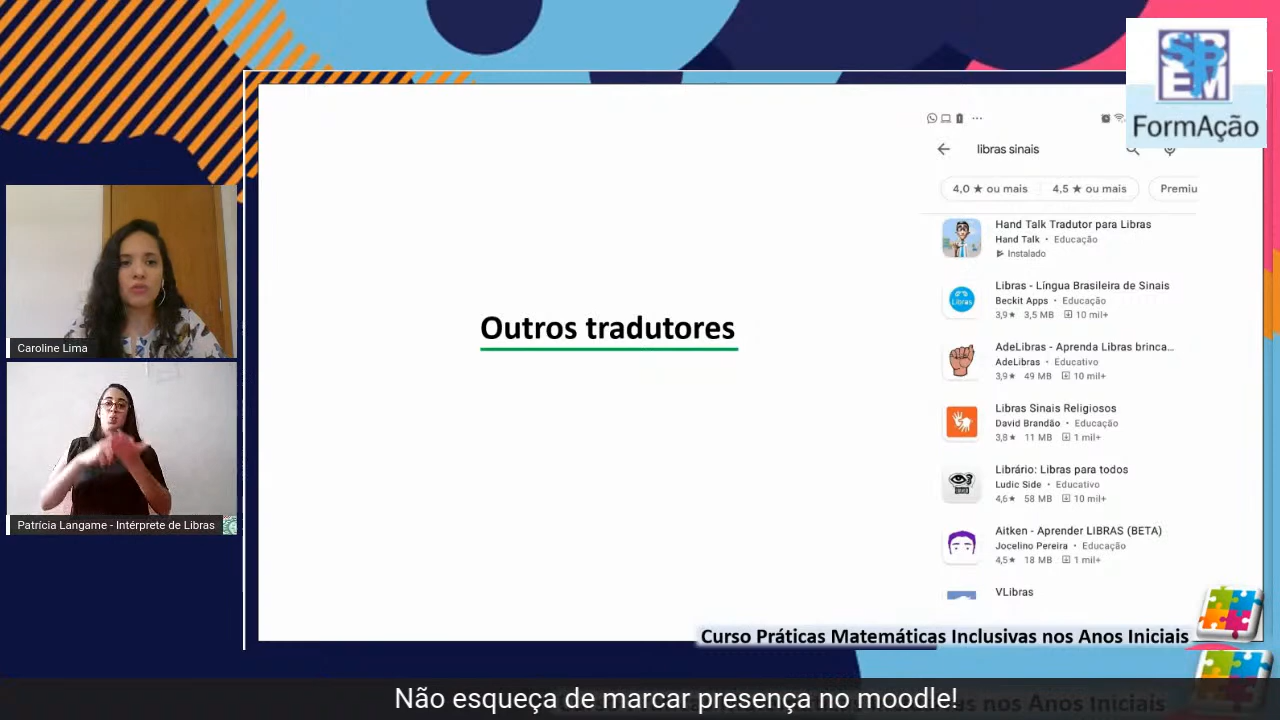 SBEM
FormAção
libras sinais
4,0 ★ ou mais
4,5 ★ ou mais
Premiu
Hand Talk Tradutor para Libras
Hand Talk • Educação
Instalado
Libras - Língua Brasileira de Sinais
Beckit Apps • Educação
3,9★ 3,5 MB 10 mil+
Libras
AdeLibras - Aprenda Libras brinca...
AdeLibras • Educativo
3,9★ 49 MB 10 mil+
Libras Sinais Religiosos
David Brandão • Educação
3,8★ 11 MB 1 mil+
Librário: Libras para todos
Ludic Side • Educativo
4,6★ 58 MB 10 mil+
Aitken - Aprender LIBRAS (BETA)
Jocelino Pereira • Educação
4,5★ 18 MB 1 mil+
VLibras
Outros tradutores
Caroline Lima
Patrícia Langame - Intérprete de Libras
Curso Práticas Matemáticas Inclusivas nos Anos Iniciais
Não esqueça de marcar presença no moodle!
nos Anos Iniciais